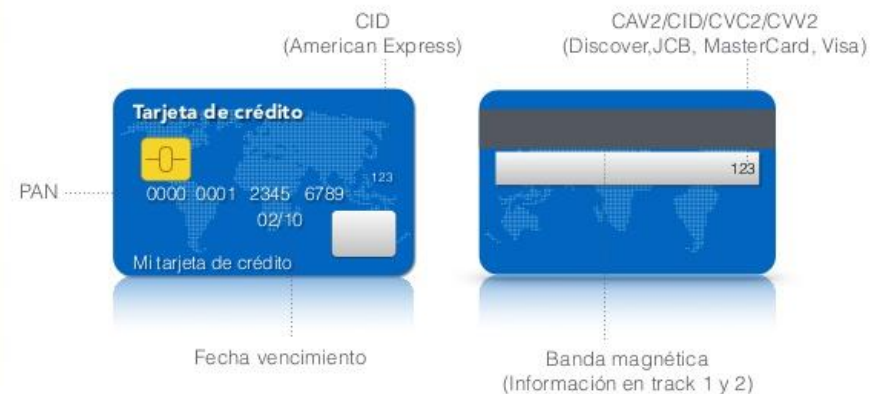 CID
(American Express)
CAV2/CID/CVC2/CVV2
(Discover,JCB, MasterCard, Visa)
Tarjeta de crédito
123
PAN
0000 0001 2345 6789
02/10
Mi tarjeta de crédito
123
Fecha vencimiento
Banda magnética
(Información en track 1 y 2)